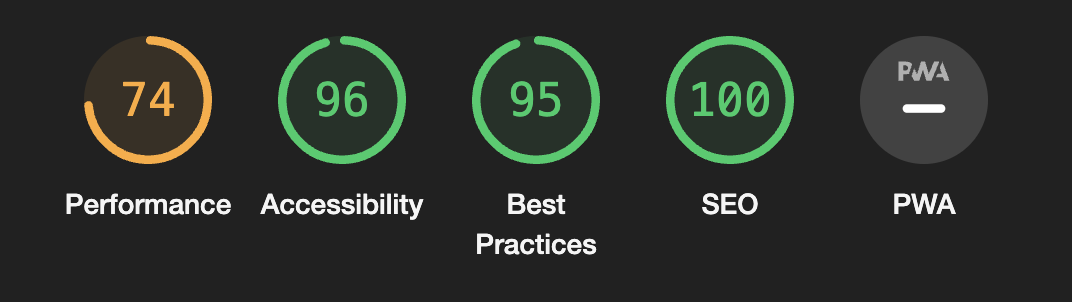 74
96
95
100
PWA
Performance
Accessibility
Best
Practices
SEO
PWA